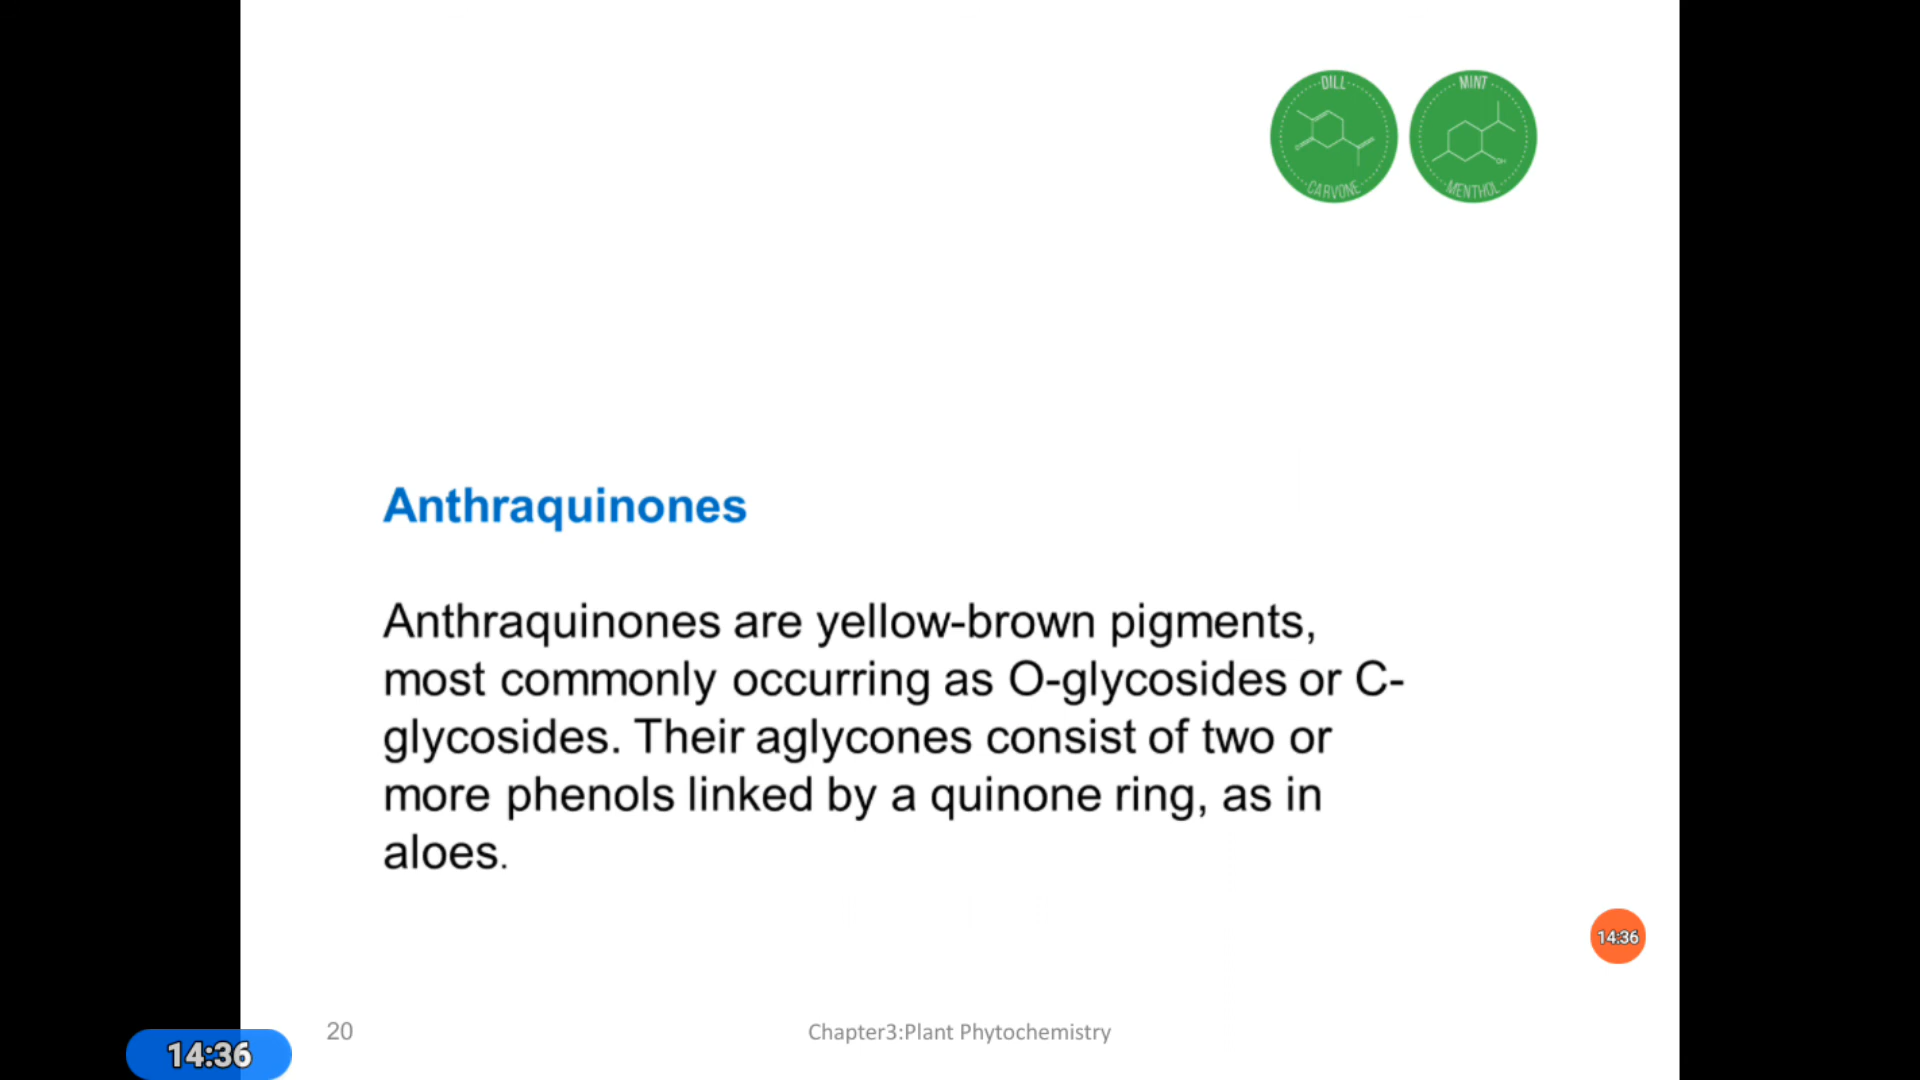 DILL
CARVONE
MINT
OH
MENTHOL
Anthraquinones
Anthraquinones are yellow-brown pigments,
most commonly occurring as O-glycosides or C-
glycosides. Their aglycones consist of two or
more phenols linked by a quinone ring, as in
aloes.
14:36
20
Chapter3:Plant Phytochemistry
14:36